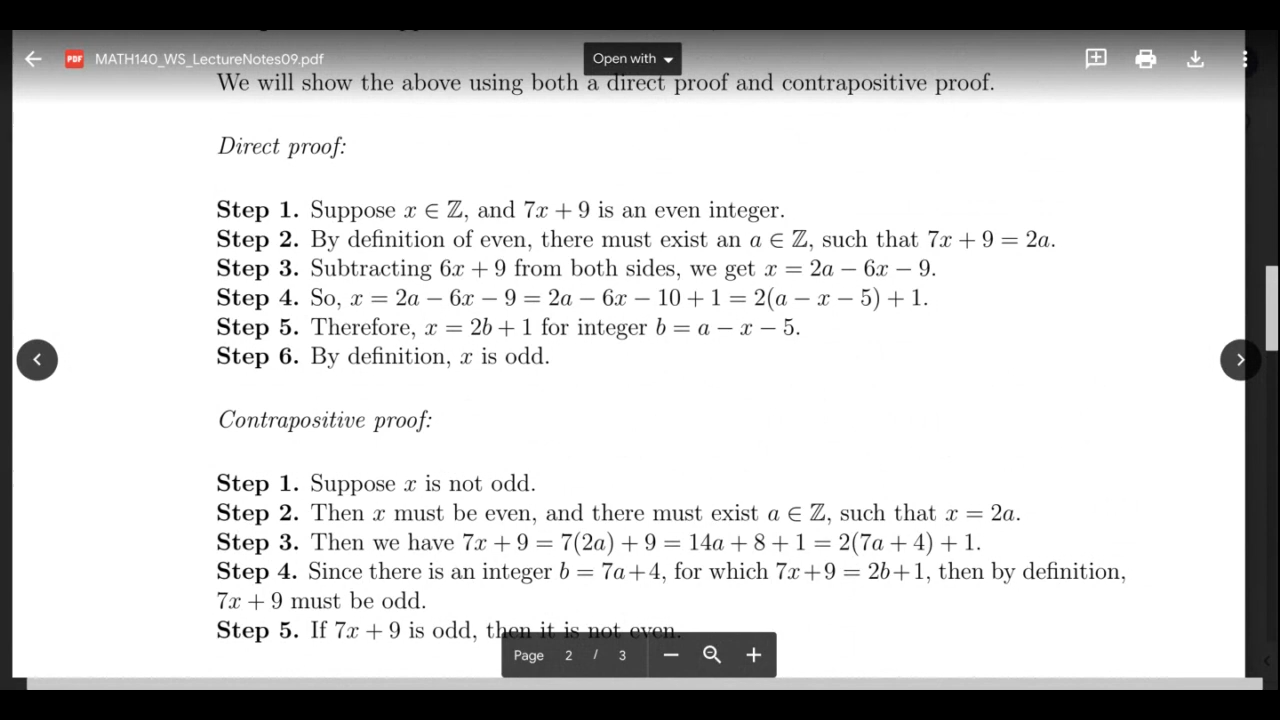 MATH140_WS_LectureNotes09.pdf
Open with
We will show the above using both a direct proof and contrapositive proof.
Direct proof:
Step 1. Suppose x ∈ ℤ, and 7x + 9 is an even integer.
Step 2. By definition of even, there must exist an a ∈ ℤ, such that 7x + 9 = 2a.
Step 3. Subtracting 6x + 9 from both sides, we get x = 2a − 6x − 9.
Step 4. So, x = 2a − 6x − 9 = 2a − 6x − 10 + 1 = 2(a − x − 5) + 1.
Step 5. Therefore, x = 2b + 1 for integer b = a − x − 5.
Step 6. By definition, x is odd.
Contrapositive proof:
Step 1. Suppose x is not odd.
Step 2. Then x must be even, and there must exist a ∈ ℤ, such that x = 2a.
Step 3. Then we have 7x + 9 = 7(2a) + 9 = 14a + 8 + 1 = 2(7a + 4) + 1.
Step 4. Since there is an integer b = 7a+4, for which 7x+9 = 2b+1, then by definition,
7x + 9 must be odd.
Step 5. If 7x + 9 is odd, then it is not even.
Page 2 / 3